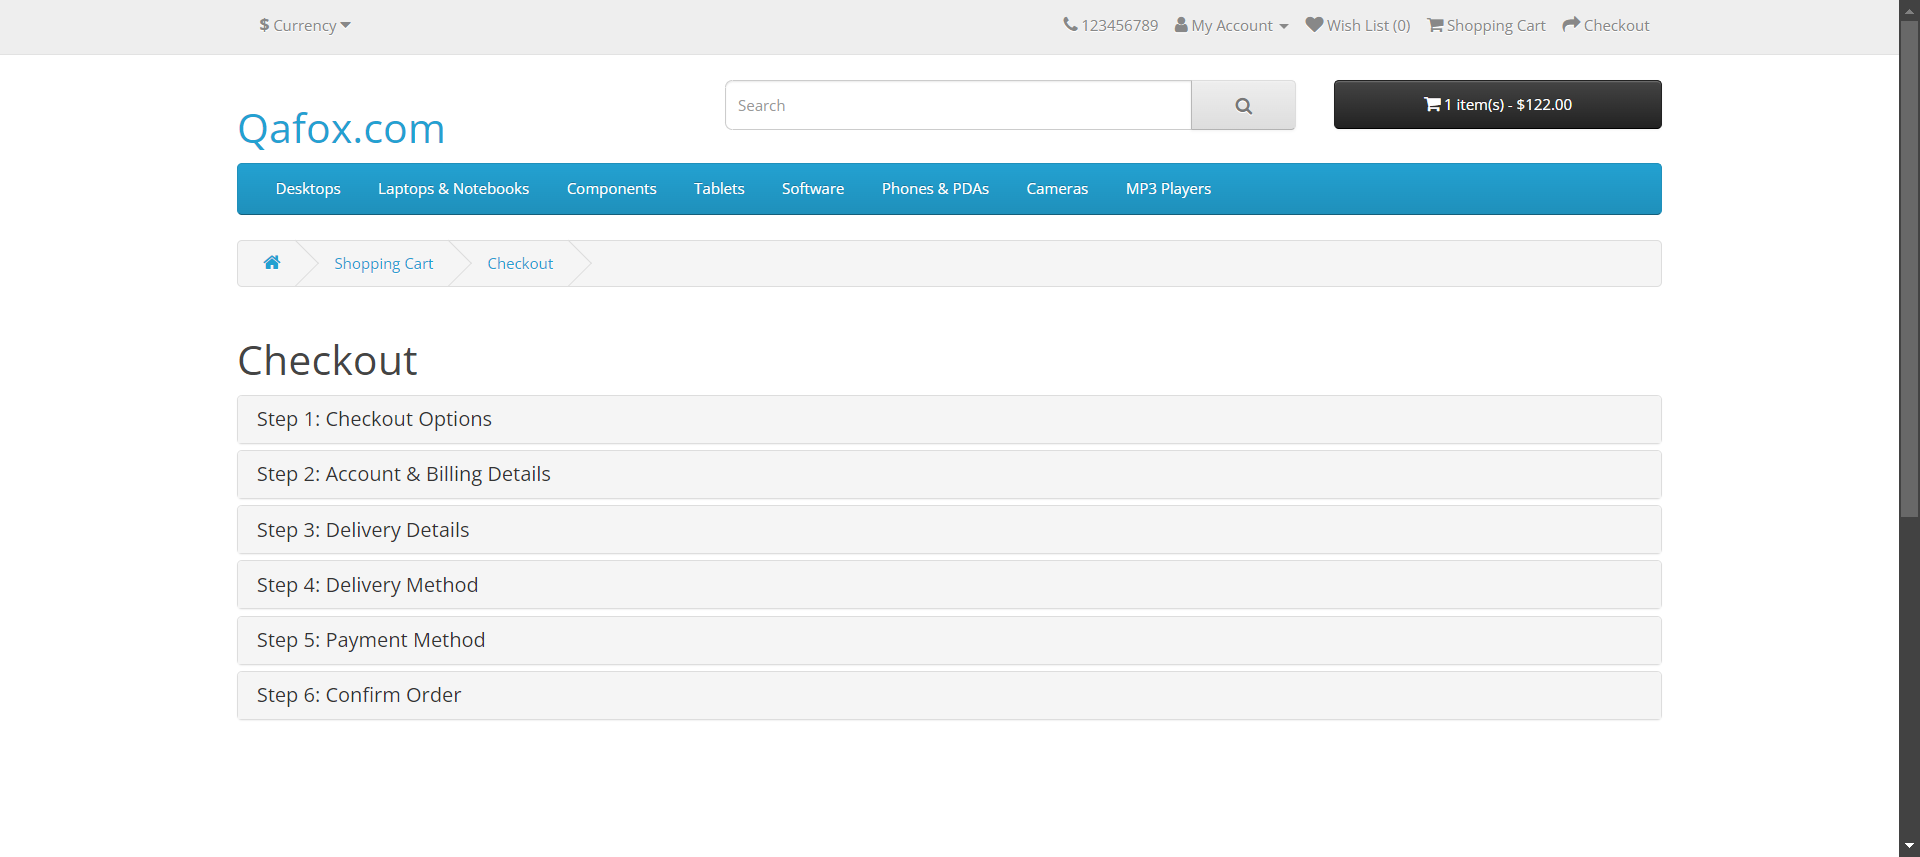 $ Currency
123456789 My Account Wish List (0) Shopping Cart Checkout
Search
1 item(s) - $122.00
Qafox.com
Desktops Laptops & Notebooks Components Tablets Software Phones & PDAs Cameras MP3 Players
Shopping Cart Checkout
Checkout
Step 1: Checkout Options
Step 2: Account & Billing Details
Step 3: Delivery Details
Step 4: Delivery Method
Step 5: Payment Method
Step 6: Confirm Order